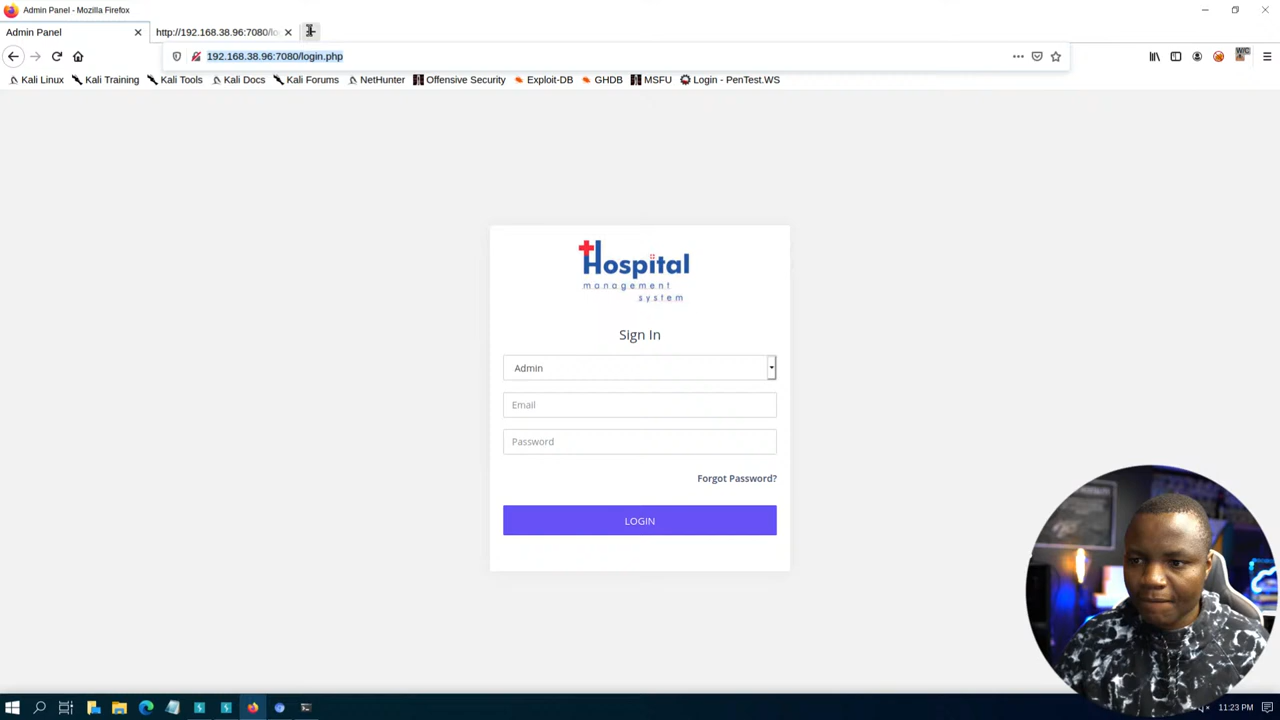 Admin Panel - Mozilla Firefox
Admin Panel
http://192.168.38.96:7080/lo
192.168.38.96:7080/login.php
Kali Linux
Kali Training
Kali Tools
Kali Docs
Kali Forums
NetHunter
Offensive Security
Exploit-DB
GHDB
MSFU
Login - PenTest.WS
Hospital
management
system
Sign In
Admin
Email
Password
Forgot Password?
LOGIN
11:23 PM